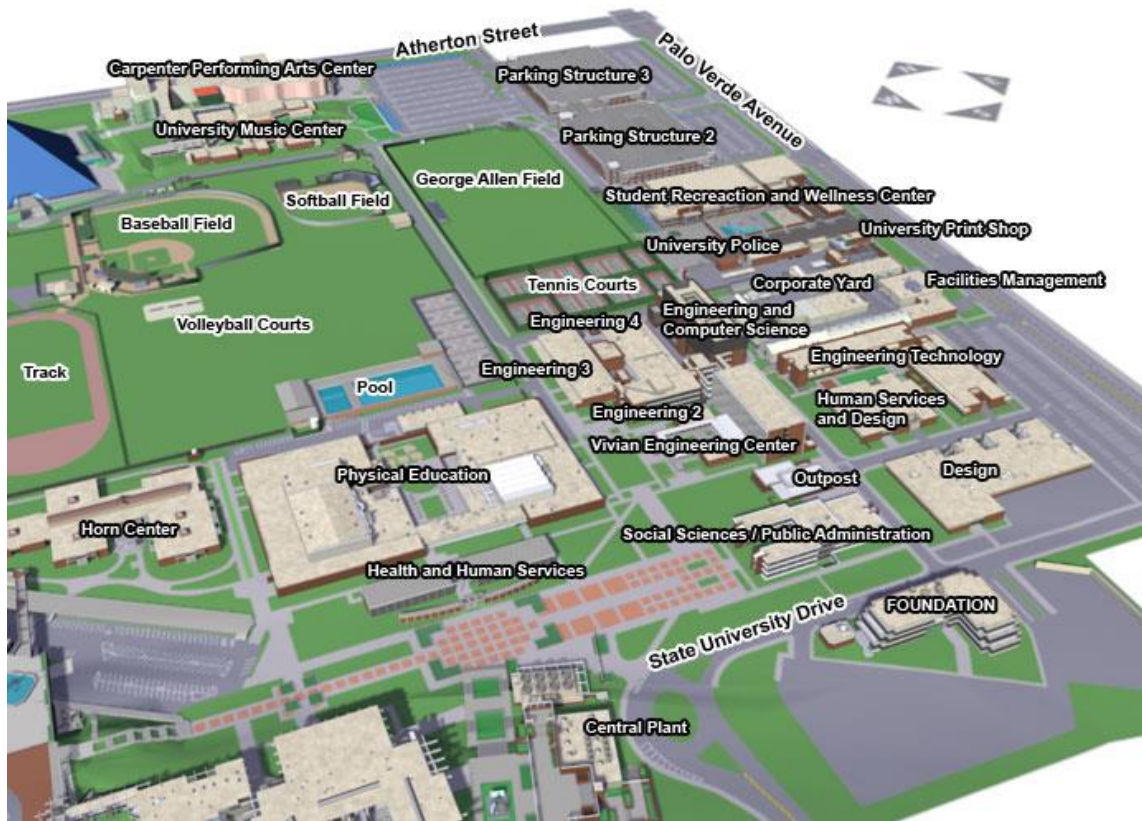 Atherton Street
Palo Verde Avenue
Carpenter Performing Arts Center
Parking Structure 3
University Music Center
Parking Structure 2
George Allen Field
Softball Field
Student Recreaction and Wellness Center
Baseball Field
University Print Shop
University Police
Tennis Courts
Corporate Yard
Facilities Management
Volleyball Courts
Engineering 4
Engineering and
Computer Science
Track
Engineering 3
Engineering Technology
Pool
Human Services
and Design
Engineering 2
Vivian Engineering Center
Physical Education
Outpost
Design
Horn Center
Social Sciences / Public Administration
Health and Human Services
FOUNDATION
State University Drive
Central Plant